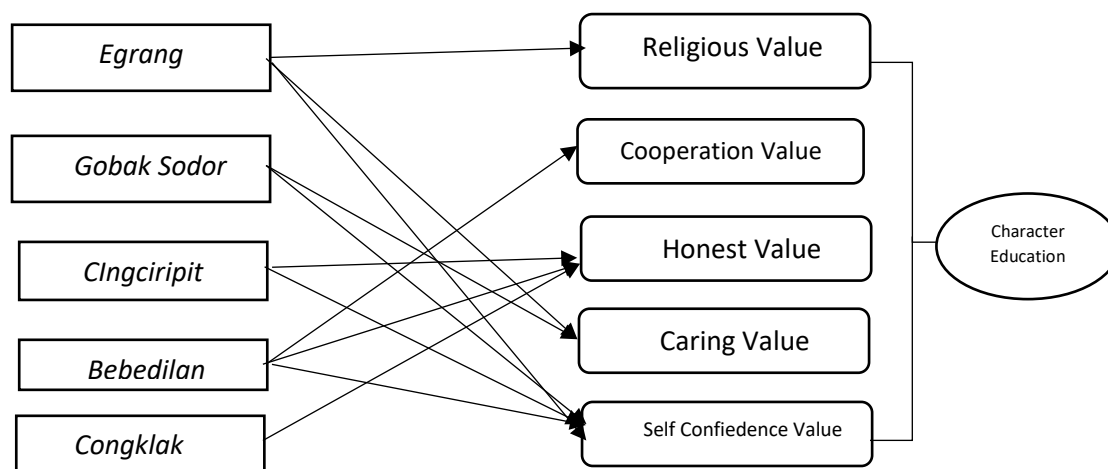 Egrang
Gobak Sodor
CIngciripit
Bebedilan
Congklak
Religious Value
Cooperation Value
Honest Value
Caring Value
Self Confiedence Value
Character
Education